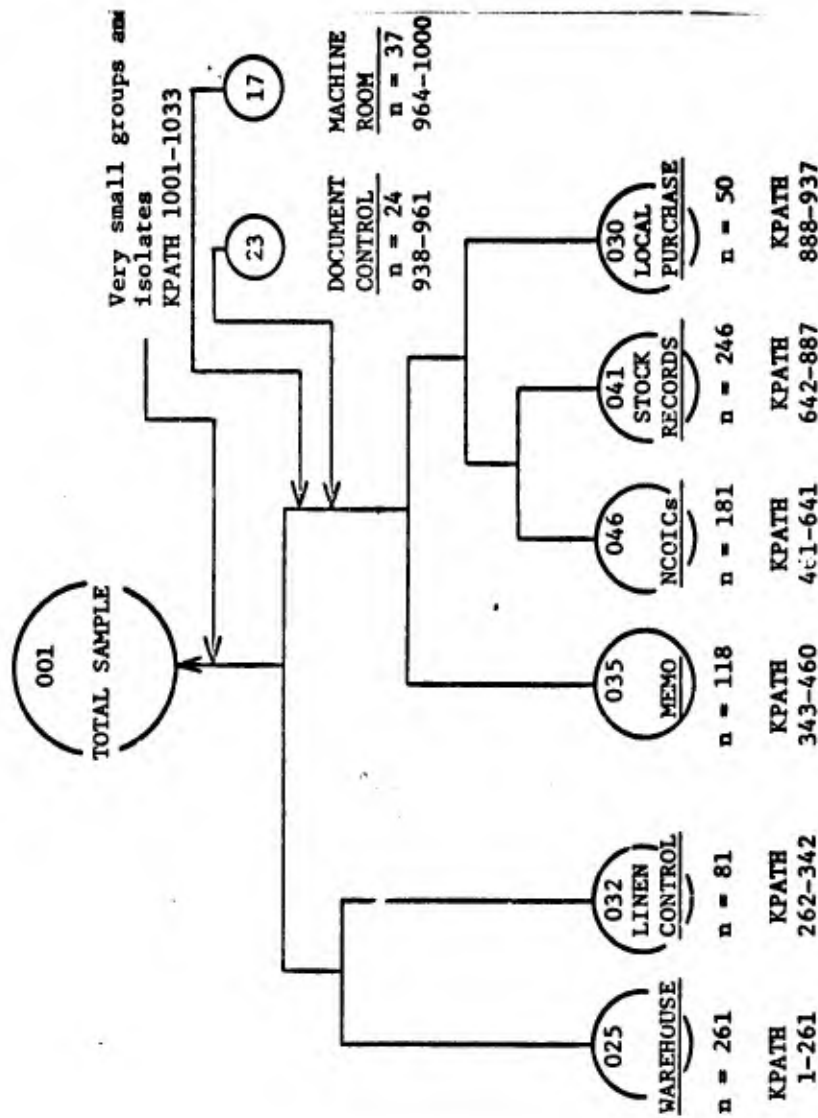 001
TOTAL SAMPLE
Very small groups and
isolates
KPATH 1001-1033
23
DOCUMENT
CONTROL
n = 24
938-961
17
MACHINE
ROOM
n = 37
964-1000
025
WAREHOUSE
n = 261
KPATH
1-261
032
LINEN
CONTROL
n = 81
KPATH
262-342
035
MEMO
n = 118
KPATH
343-460
046
NCOICs
n = 181
KPATH
461-641
041
STOCK
RECORDS
n = 246
KPATH
642-887
030
LOCAL
PURCHASE
n = 50
KPATH
888-937